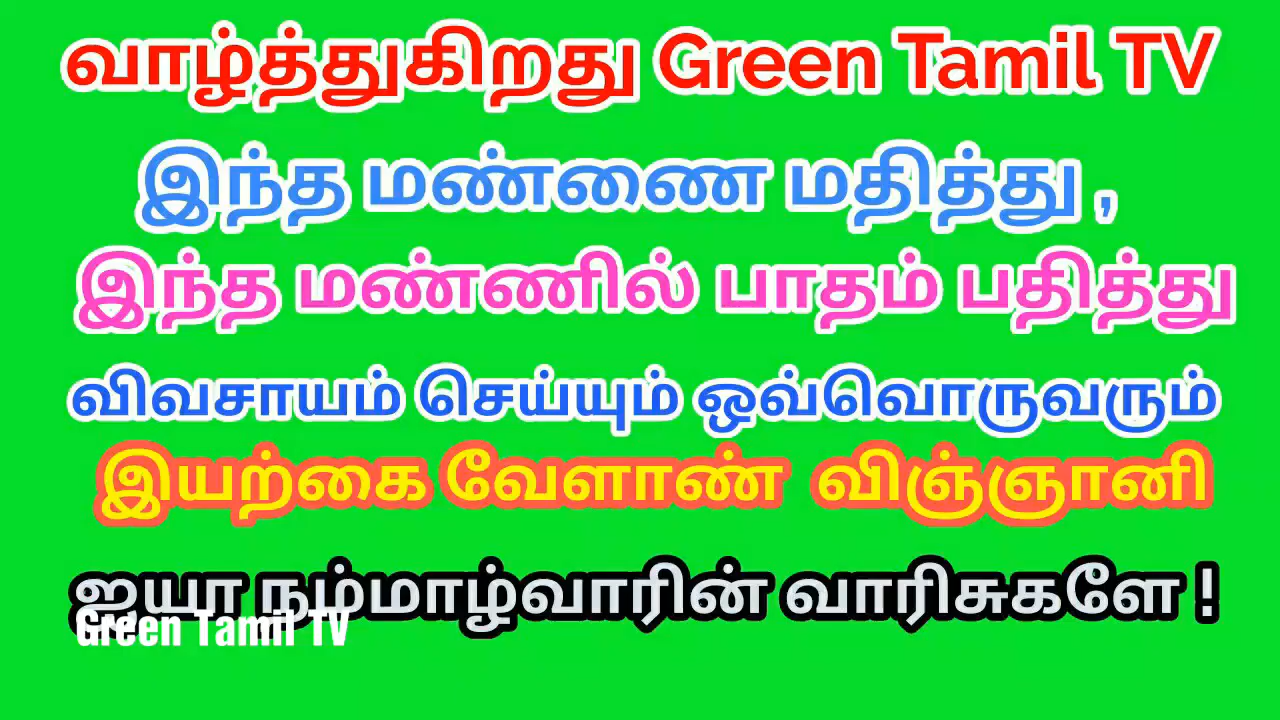 வாழ்த்துகிறது Green Tamil TV
இந்த மண்ணை மதித்து ,
இந்த மண்ணில் பாதம் பதித்து
விவசாயம் செய்யும் ஒவ்வொருவரும்
இயற்கை வேளாண் விஞ்ஞானி
ஐயா நம்மாழ்வாரின் வாரிசுகளே !
Green Tamil TV